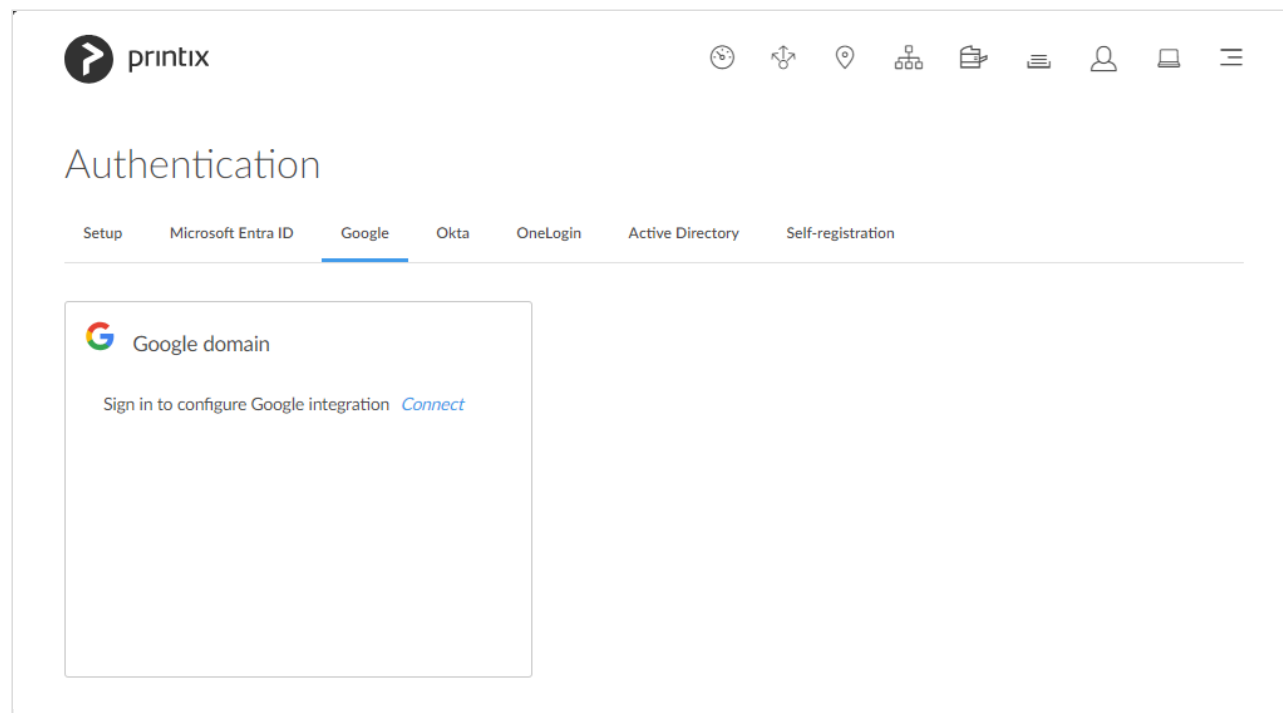 printix
Authentication
Setup Microsoft Entra ID Google Okta OneLogin Active Directory Self-registration
Google domain
Sign in to configure Google integration Connect